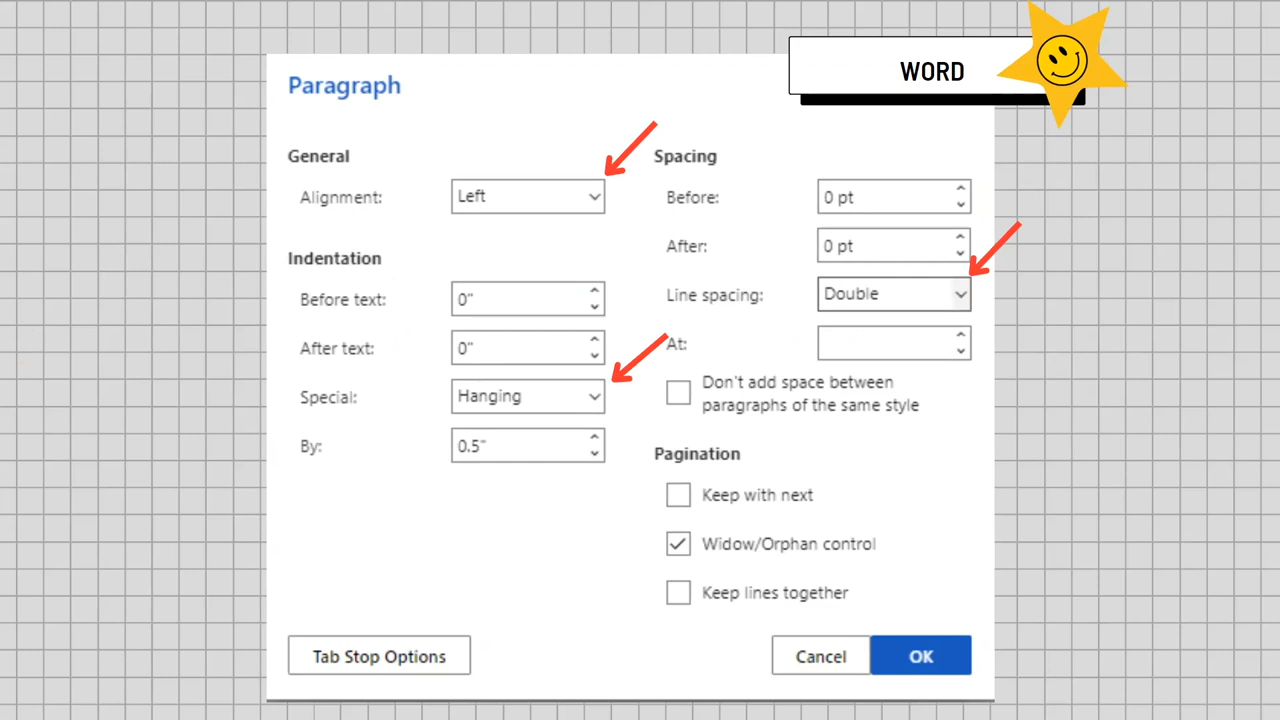 WORD
Paragraph
General
Alignment:
Left
Indentation
Before text:
0"
After text:
0"
Special:
Hanging
By:
0.5"
Spacing
Before:
0 pt
After:
0 pt
Line spacing:
Double
At:
Don't add space between
paragraphs of the same style
Pagination
Keep with next
Widow/Orphan control
Keep lines together
Tab Stop Options
Cancel
OK